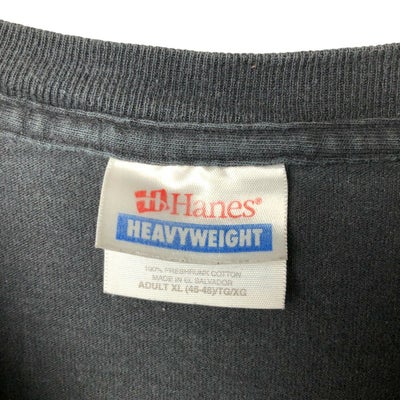 Hanes®
HEAVYWEIGHT
100% PRESHRUNK COTTON
MADE IN EL SALVADOR
ADULT XL (46-48)/TG/XG